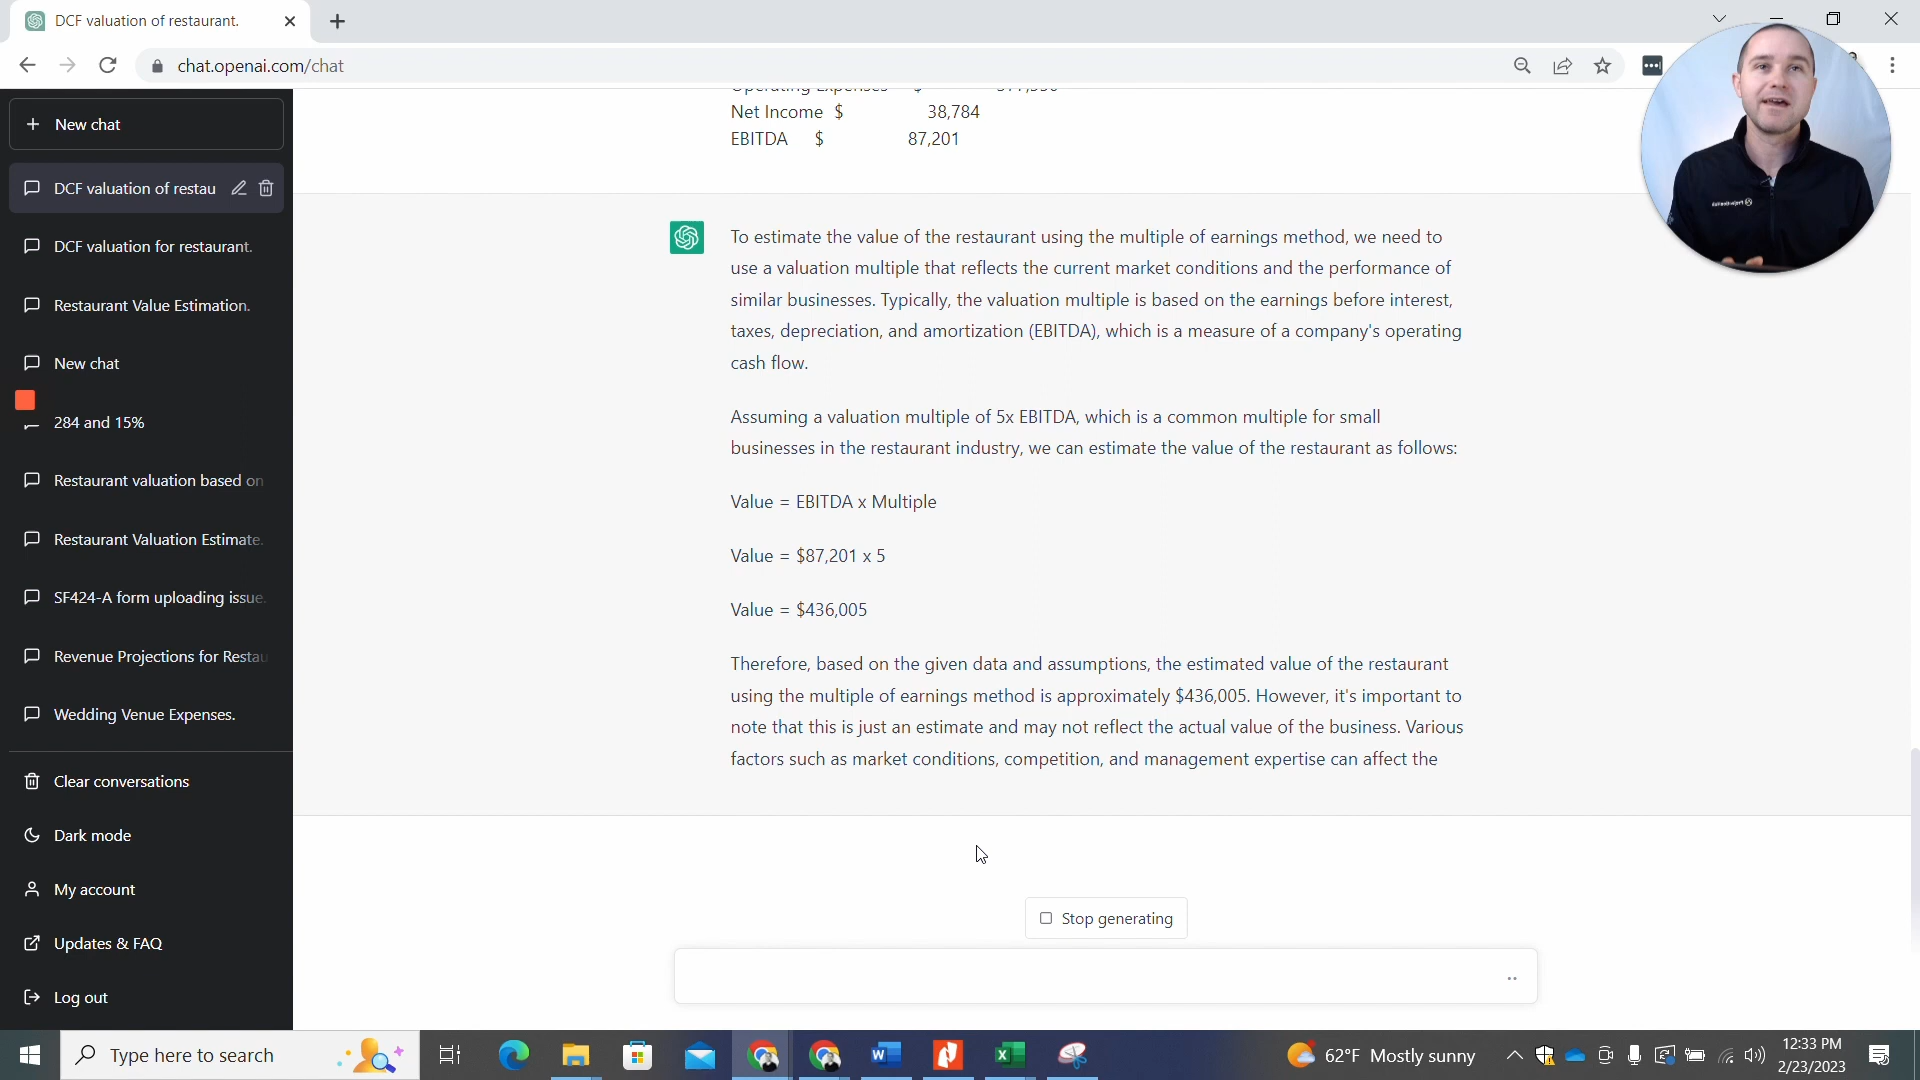 DCF valuation of restaurant.
chat.openai.com/chat
New chat
DCF valuation of restau
DCF valuation for restaurant.
Restaurant Value Estimation.
New chat
284 and 15%
Restaurant valuation based on
Restaurant Valuation Estimate.
SF424-A form uploading issue.
Revenue Projections for Restau
Wedding Venue Expenses.
Clear conversations
Dark mode
My account
Updates & FAQ
Log out
Operating Expenses $
Net Income $ 38,784
EBITDA $ 87,201
To estimate the value of the restaurant using the multiple of earnings method, we need to
use a valuation multiple that reflects the current market conditions and the performance of
similar businesses. Typically, the valuation multiple is based on the earnings before interest,
taxes, depreciation, and amortization (EBITDA), which is a measure of a company's operating
cash flow.
Assuming a valuation multiple of 5x EBITDA, which is a common multiple for small
businesses in the restaurant industry, we can estimate the value of the restaurant as follows:
Value = EBITDA x Multiple
Value = $87,201 x 5
Value = $436,005
Therefore, based on the given data and assumptions, the estimated value of the restaurant
using the multiple of earnings method is approximately $436,005. However, it's important to
note that this is just an estimate and may not reflect the actual value of the business. Various
factors such as market conditions, competition, and management expertise can affect the
Stop generating
Type here to search
62°F Mostly sunny
12:33 PM
2/23/2023